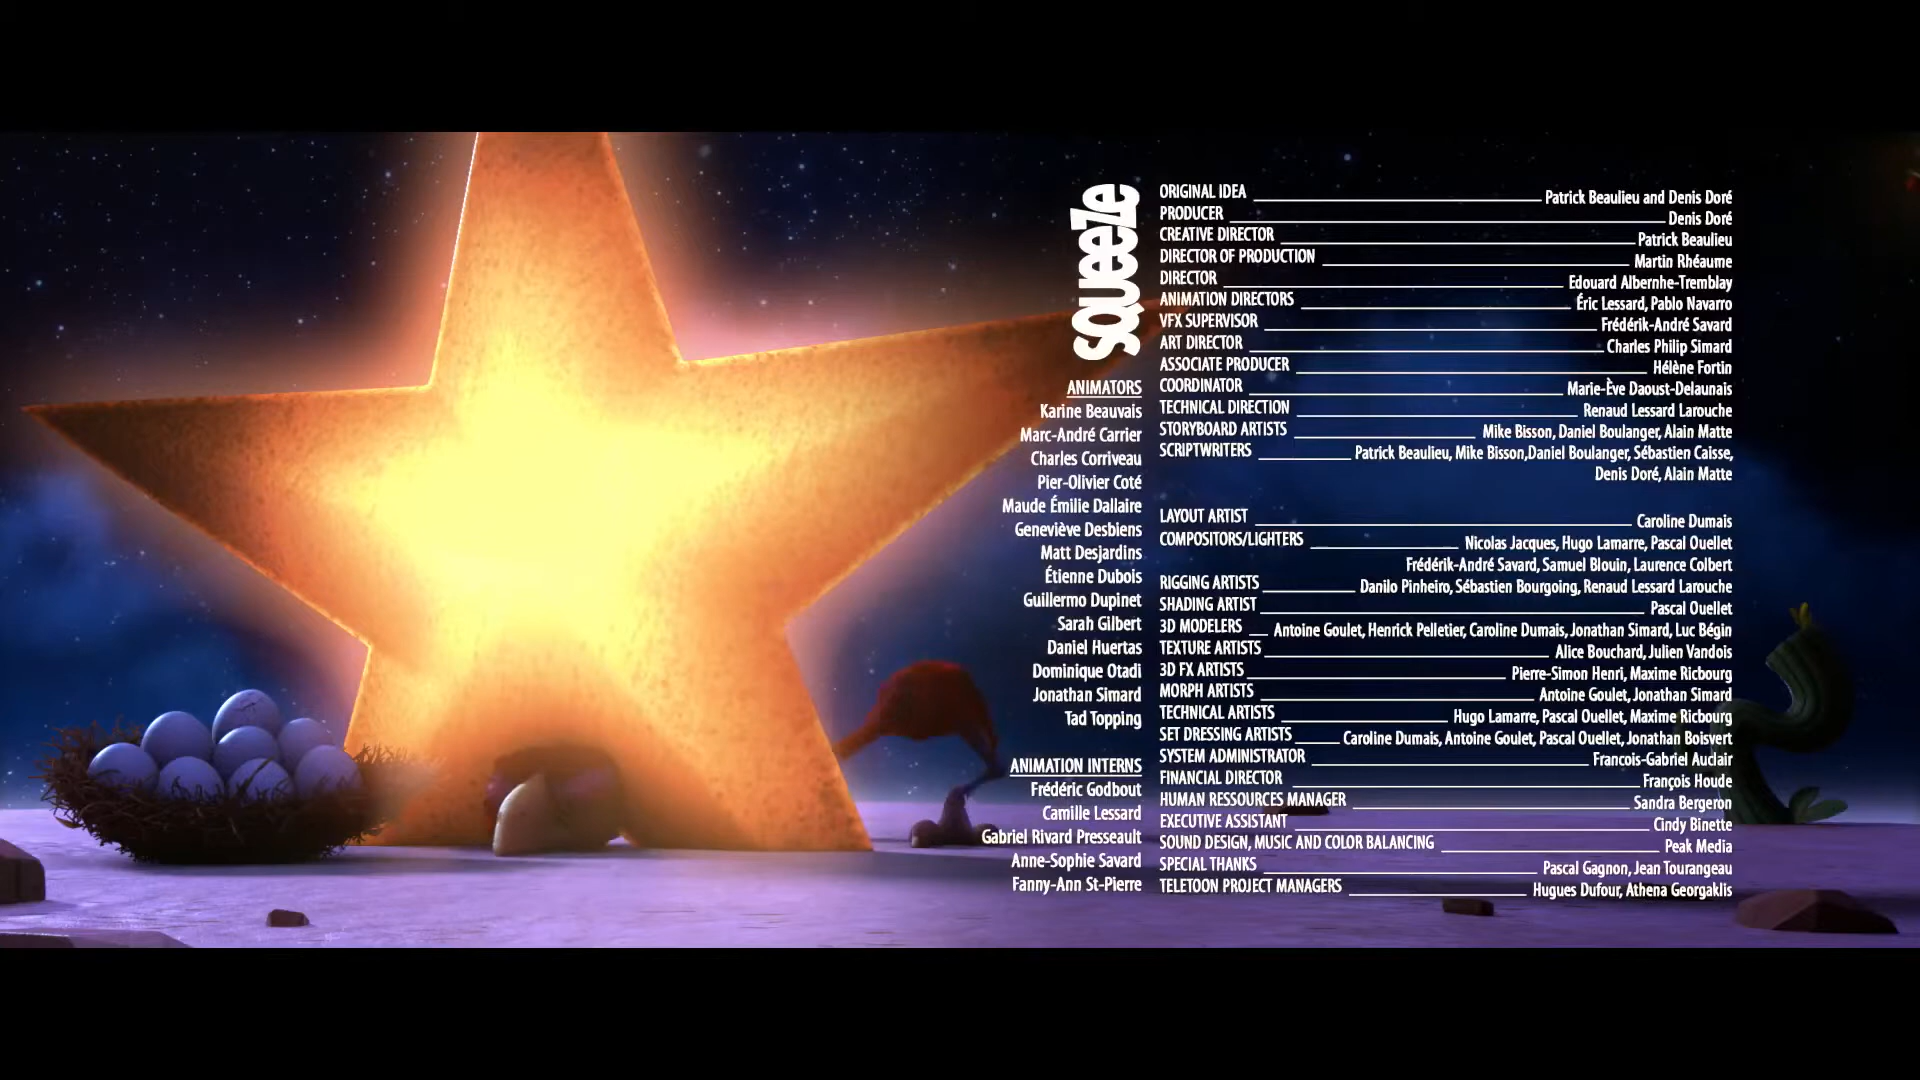 squeeze
ANIMATORS
Karine Beauvais
Marc-André Carrier
Charles Corriveau
Pier-Olivier Coté
Maude Émilie Dallaire
Geneviève Desbiens
Matt Desjardins
Étienne Dubois
Guillermo Dupinet
Sarah Gilbert
Daniel Huertas
Dominique Otadi
Jonathan Simard
Tad Topping
ANIMATION INTERNS
Frédéric Godbout
Camille Lessard
Gabriel Rivard Presseault
Anne-Sophie Savard
Fanny-Ann St-Pierre
ORIGINAL IDEA Patrick Beaulieu and Denis Doré
PRODUCER Denis Doré
CREATIVE DIRECTOR Patrick Beaulieu
DIRECTOR OF PRODUCTION Martin Rhéaume
DIRECTOR Edouard Albernhe-Tremblay
ANIMATION DIRECTORS Éric Lessard, Pablo Navarro
VFX SUPERVISOR Frédérik-André Savard
ART DIRECTOR Charles Philip Simard
ASSOCIATE PRODUCER Hélène Fortin
COORDINATOR Marie-Ève Daoust-Delaunais
TECHNICAL DIRECTION Renaud Lessard Larouche
STORYBOARD ARTISTS Mike Bisson, Daniel Boulanger, Alain Matte
SCRIPTWRITERS Patrick Beaulieu, Mike Bisson,Daniel Boulanger, Sébastien Caisse,
Denis Doré, Alain Matte
LAYOUT ARTIST Caroline Dumais
COMPOSITORS/LIGHTERS Nicolas Jacques, Hugo Lamarre, Pascal Ouellet
Frédérik-André Savard, Samuel Blouin, Laurence Colbert
RIGGING ARTISTS Danilo Pinheiro, Sébastien Bourgoing, Renaud Lessard Larouche
SHADING ARTIST Pascal Ouellet
3D MODELERS Antoine Goulet, Henrick Pelletier, Caroline Dumais, Jonathan Simard, Luc Bégin
TEXTURE ARTISTS Alice Bouchard, Julien Vandois
3D FX ARTISTS Pierre-Simon Henri, Maxime Ricbourg
MORPH ARTISTS Antoine Goulet, Jonathan Simard
TECHNICAL ARTISTS Hugo Lamarre, Pascal Ouellet, Maxime Ricbourg
SET DRESSING ARTISTS Caroline Dumais, Antoine Goulet, Pascal Ouellet, Jonathan Boisvert
SYSTEM ADMINISTRATOR Francois-Gabriel Auclair
FINANCIAL DIRECTOR François Houde
HUMAN RESSOURCES MANAGER Sandra Bergeron
EXECUTIVE ASSISTANT Cindy Binette
SOUND DESIGN, MUSIC AND COLOR BALANCING Peak Media
SPECIAL THANKS Pascal Gagnon, Jean Tourangeau
TELETOON PROJECT MANAGERS Hugues Dufour, Athena Georgaklis